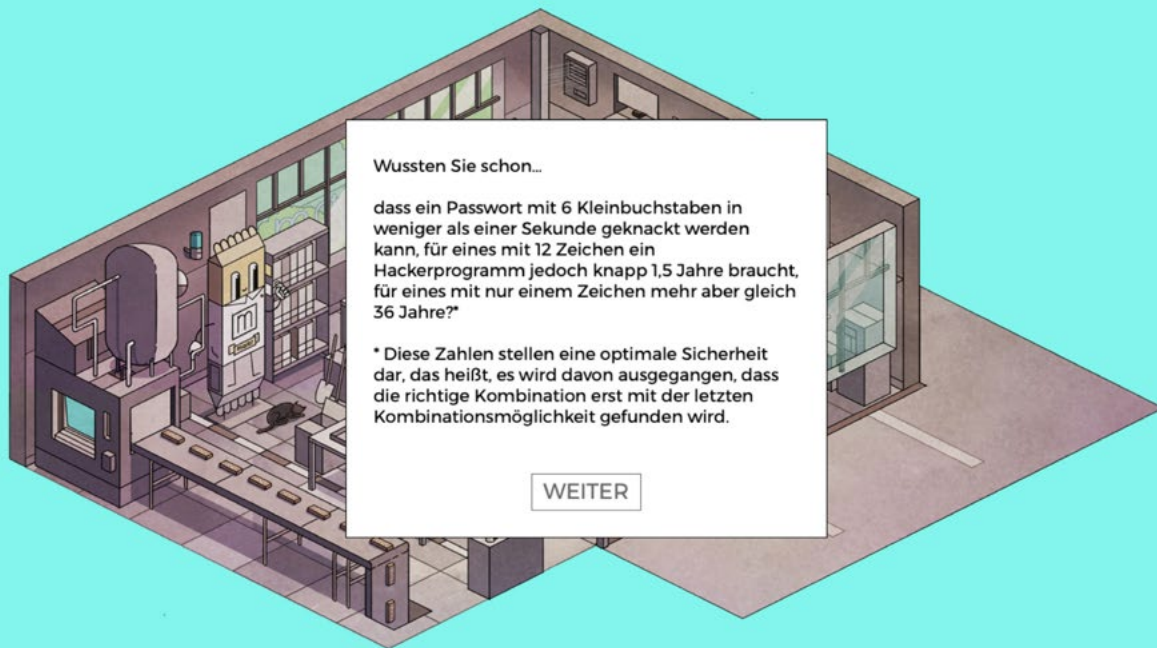 Wussten Sie schon...
dass ein Passwort mit 6 Kleinbuchstaben in
weniger als einer Sekunde geknackt werden
kann, für eines mit 12 Zeichen ein
Hackerprogramm jedoch knapp 1,5 Jahre braucht,
für eines mit nur einem Zeichen mehr aber gleich
36 Jahre?*
* Diese Zahlen stellen eine optimale Sicherheit
dar, das heißt, es wird davon ausgegangen, dass
die richtige Kombination erst mit der letzten
Kombinationsmöglichkeit gefunden wird.
WEITER
m